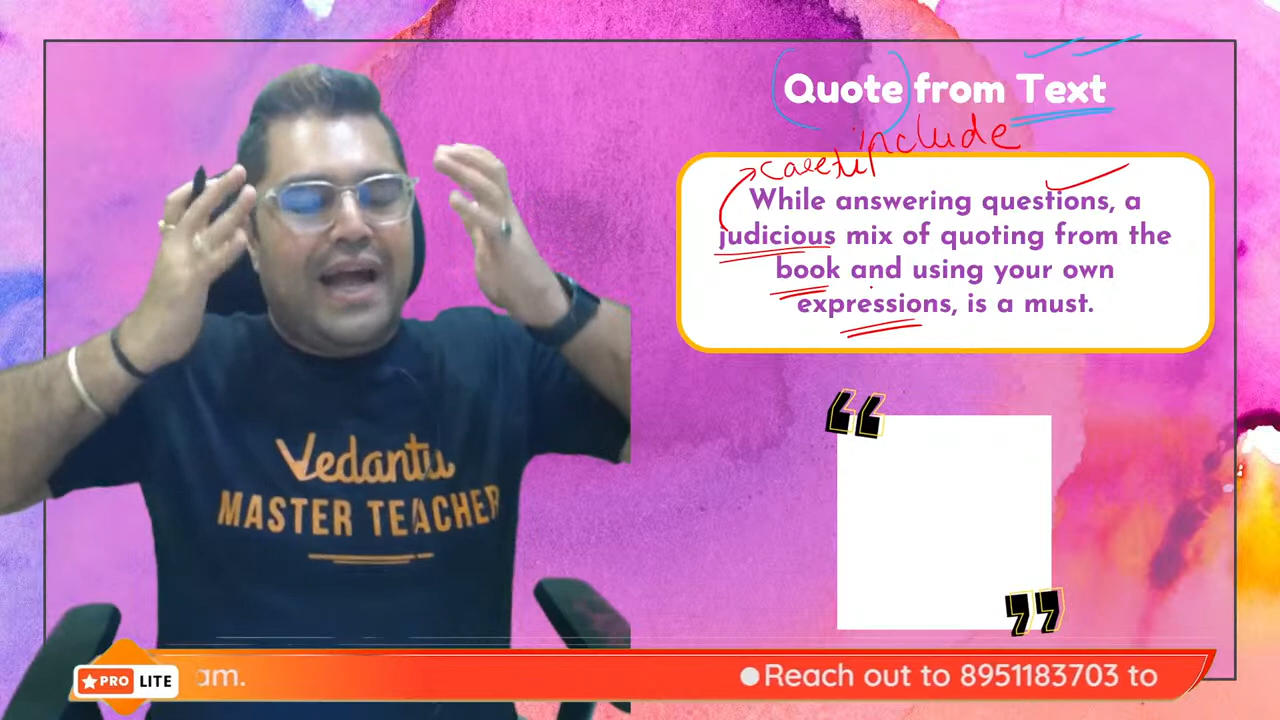 Quote from Text
include
While answering questions, a
judicious mix of quoting from the
book and using your own
expressions, is a must.
“
”
Vedantu
MASTER TEACHER
PRO LITE
am.
Reach out to 8951183703 to